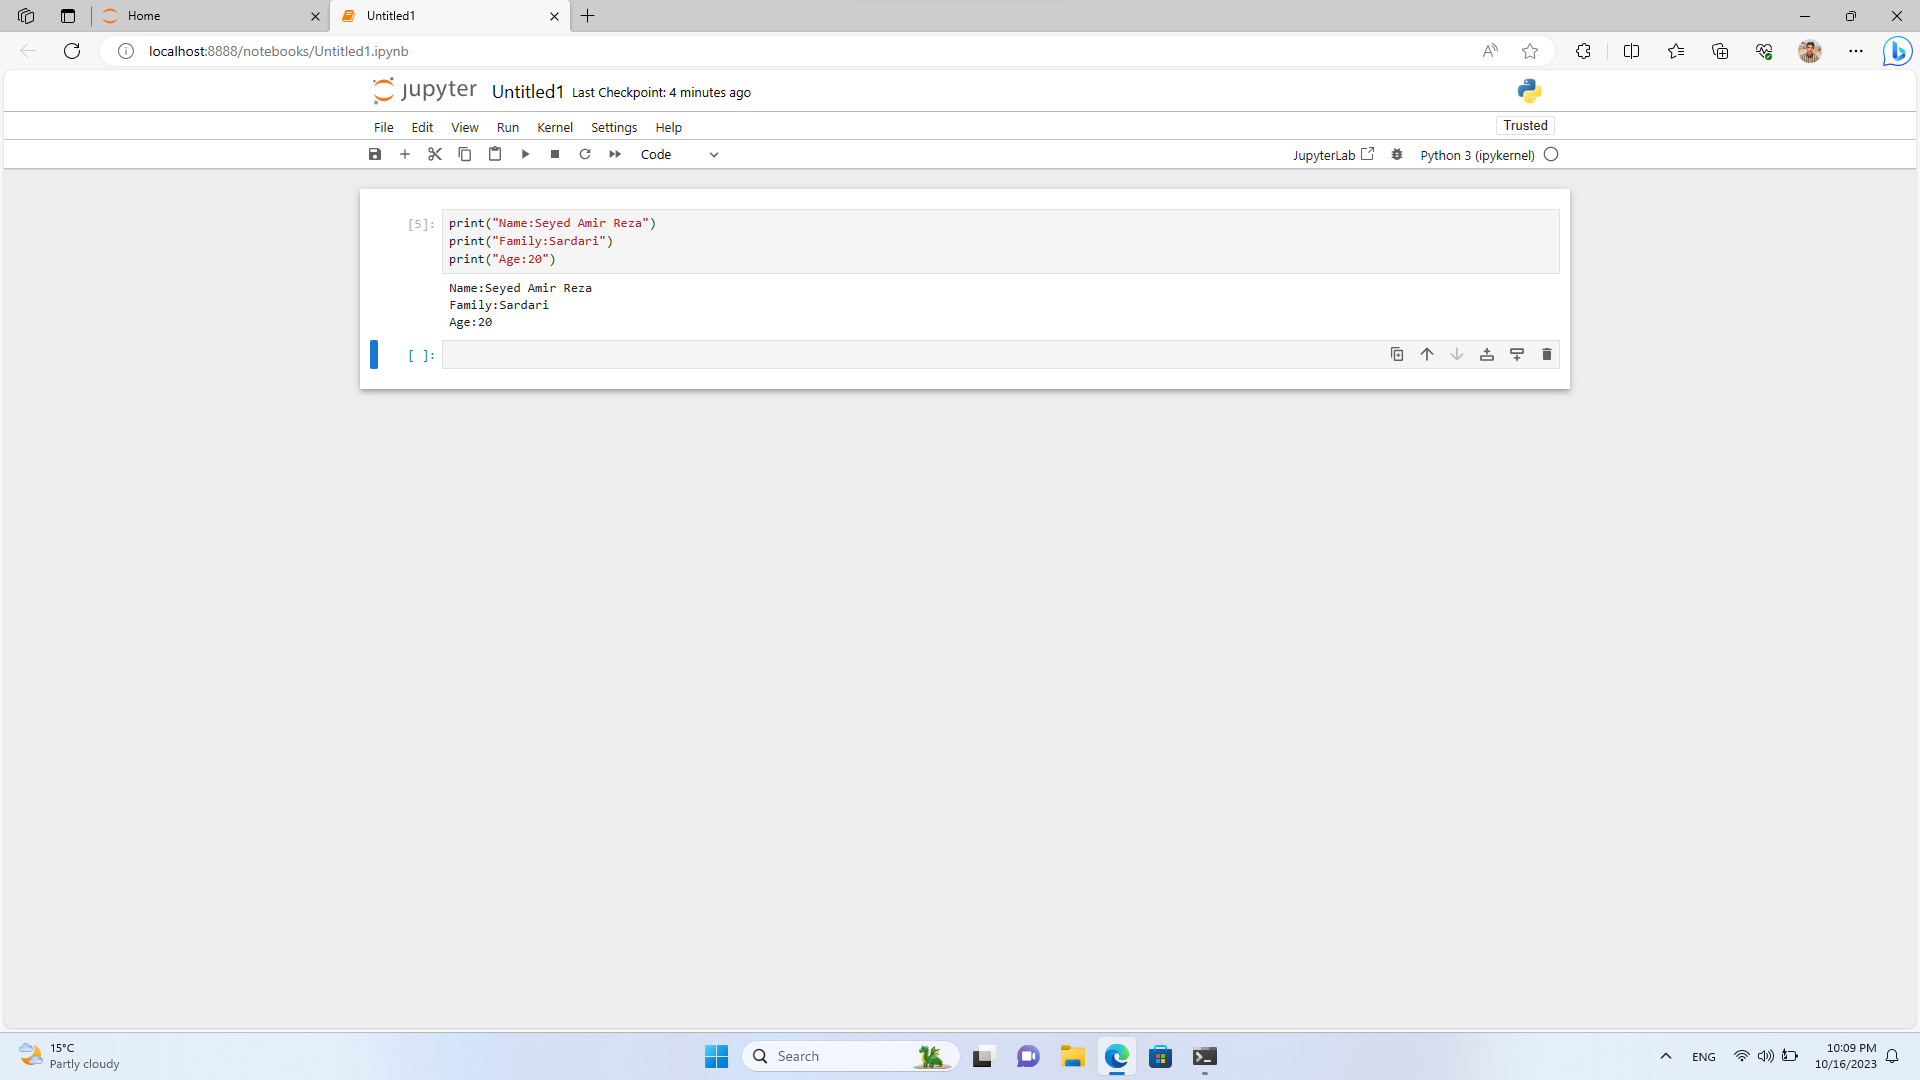 Home
Untitled1
localhost:8888/notebooks/Untitled1.ipynb
jupyter Untitled1 Last Checkpoint: 4 minutes ago
File Edit View Run Kernel Settings Help
Trusted
Code
JupyterLab
Python 3 (ipykernel)
[5]:
print("Name:Seyed Amir Reza")
print("Family:Sardari")
print("Age:20")
Name:Seyed Amir Reza
Family:Sardari
Age:20
[ ]:
15°C
Partly cloudy
Search
ENG
10:09 PM
10/16/2023